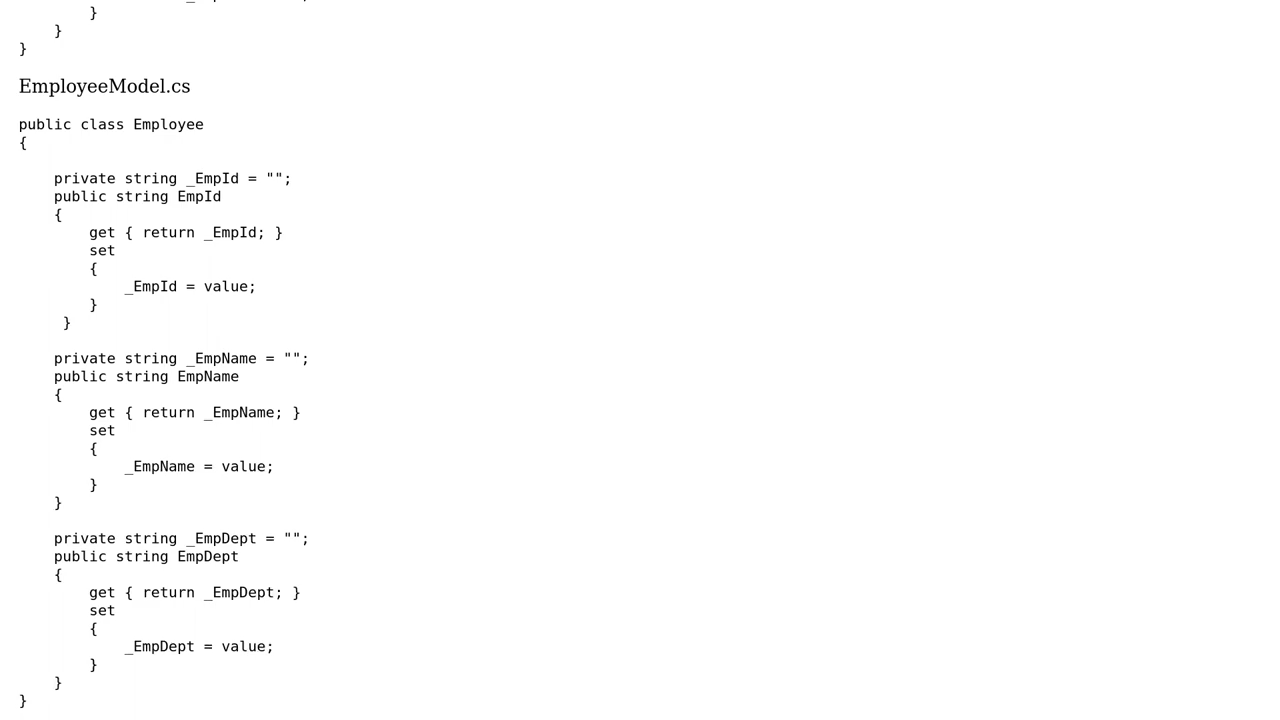 }
    }
}
EmployeeModel.cs
public class Employee
{

    private string _EmpId = "";
    public string EmpId
    {
        get { return _EmpId; }
        set
        {
            _EmpId = value;
        }
     }

    private string _EmpName = "";
    public string EmpName
    {
        get { return _EmpName; }
        set
        {
            _EmpName = value;
        }
    }

    private string _EmpDept = "";
    public string EmpDept
    {
        get { return _EmpDept; }
        set
        {
            _EmpDept = value;
        }
    }
}